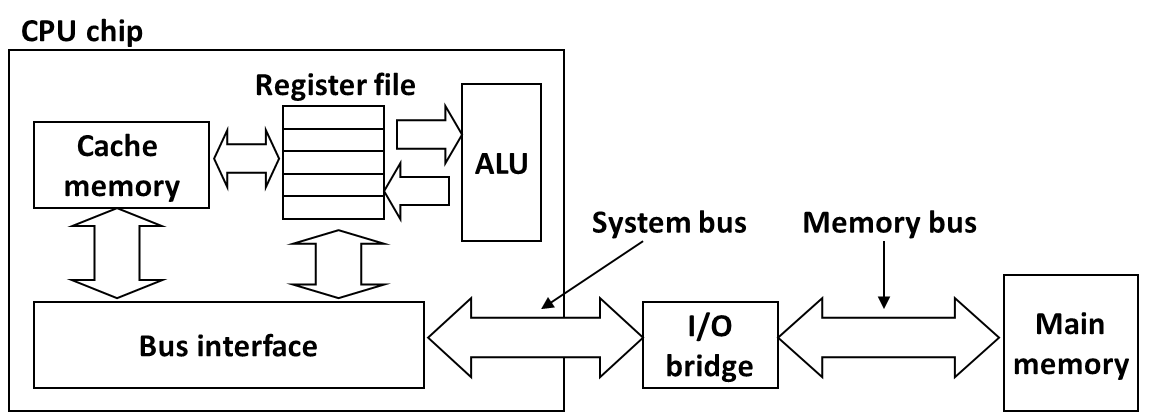 CPU chip
Register file
Cache
memory
ALU
System bus
Memory bus
Bus interface
I/O
bridge
Main
memory